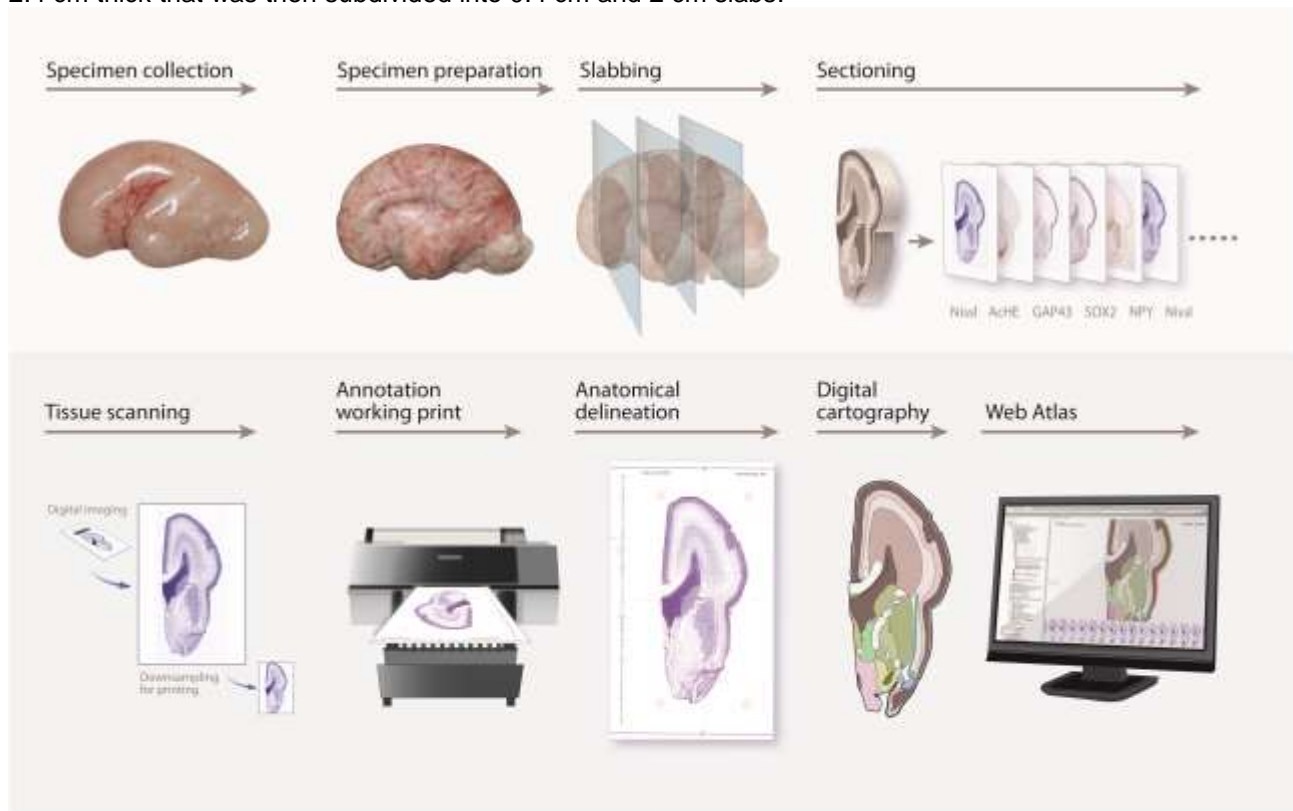 Specimen collection
Specimen preparation
Slabbing
Sectioning
Nissl AcHE GAP43 SOX2 NPY Nissl
Tissue scanning
Annotation
working print
Anatomical
delineation
Digital
cartography
Web Atlas
Digital imaging
Downsampling
for printing